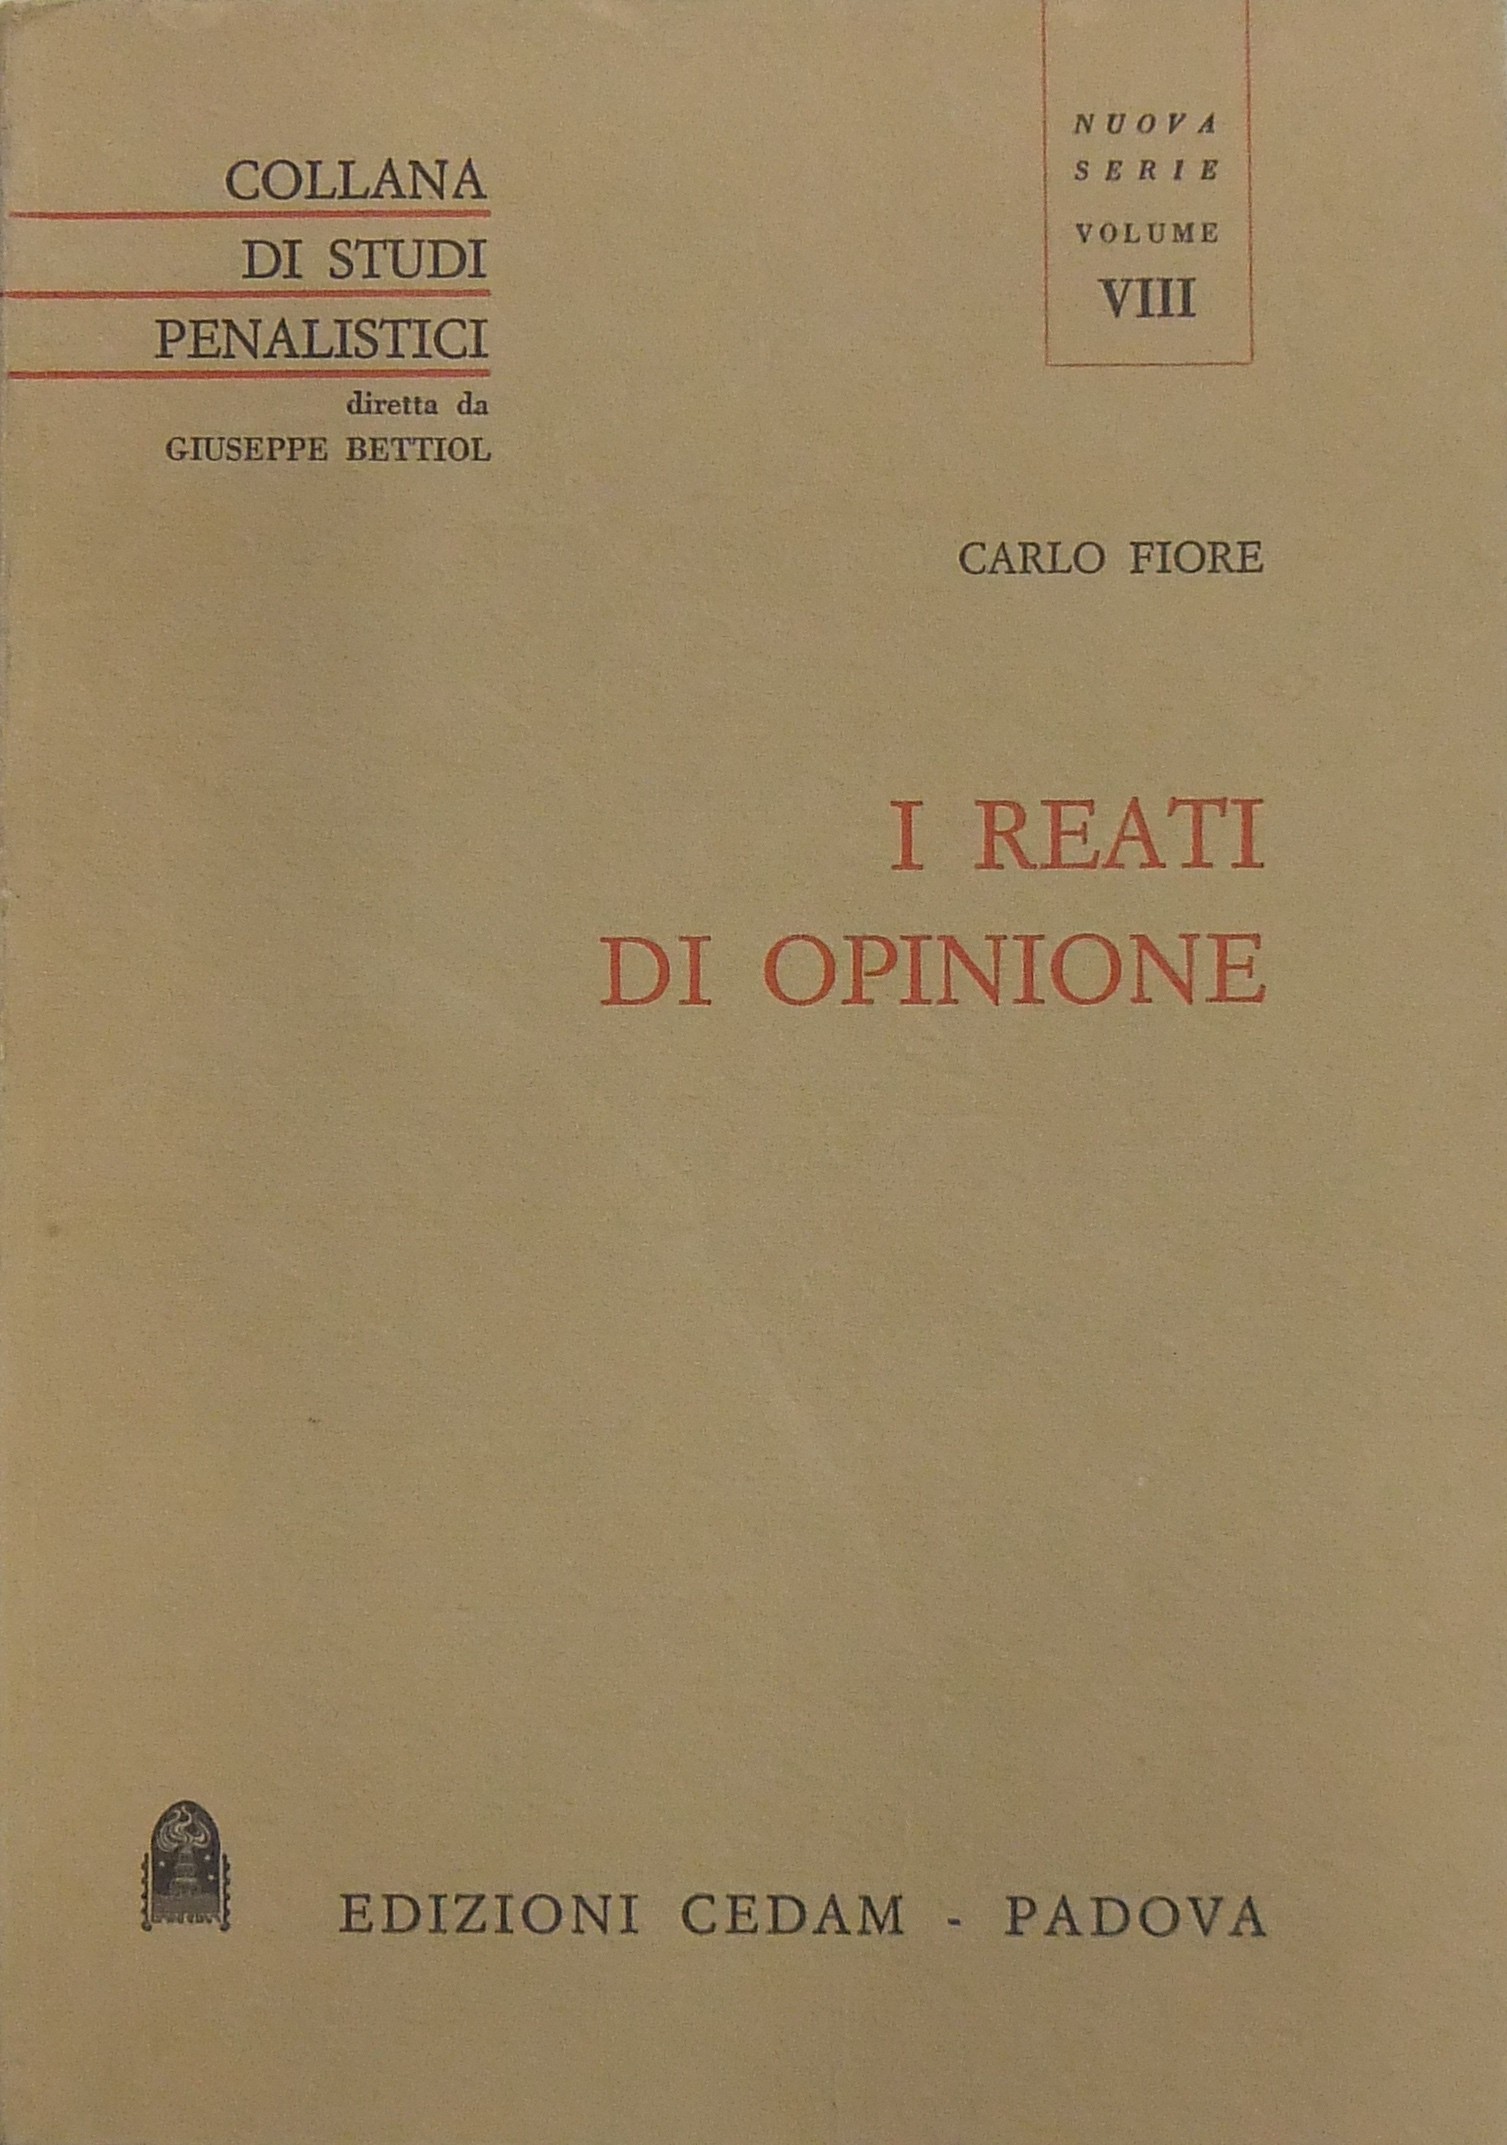 COLLANA
DI STUDI
PENALISTICI
diretta da
GIUSEPPE BETTIOL
NUOVA
SERIE
VOLUME
VIII
CARLO FIORE
I REATI
DI OPINIONE
EDIZIONI CEDAM - PADOVA